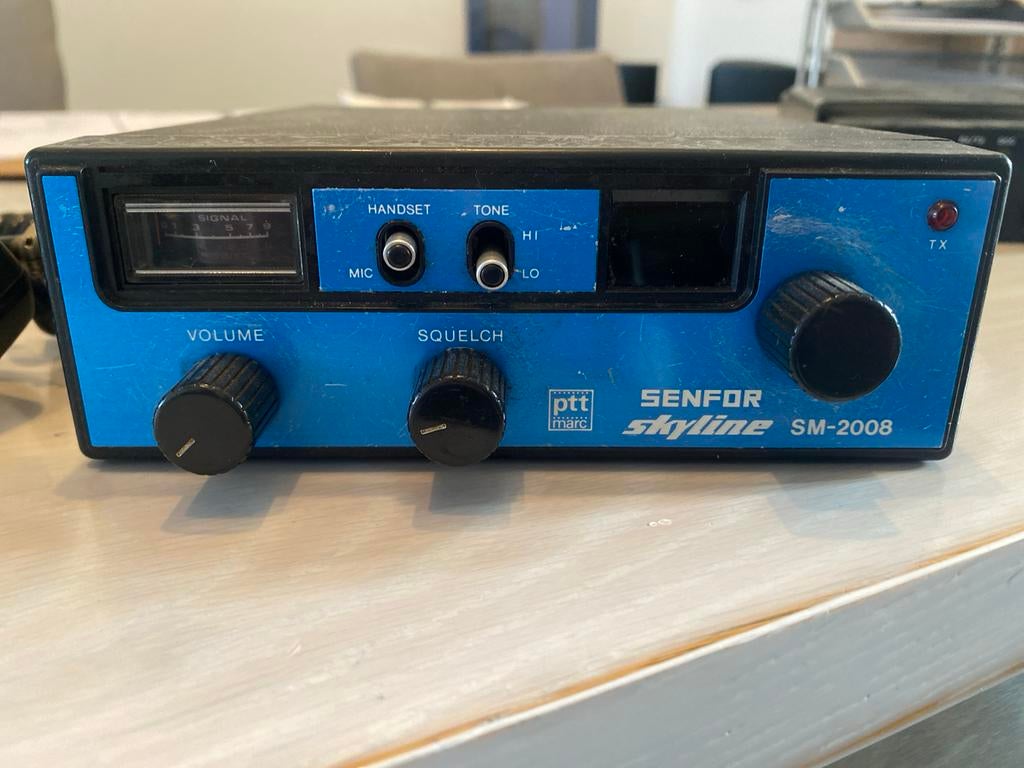 SIGNAL
1 3 5 7 9
HANDSET
MIC
TONE
HI
LO
TX
VOLUME
SQUELCH
ptt
marc
SENFOR
skyline SM-2008